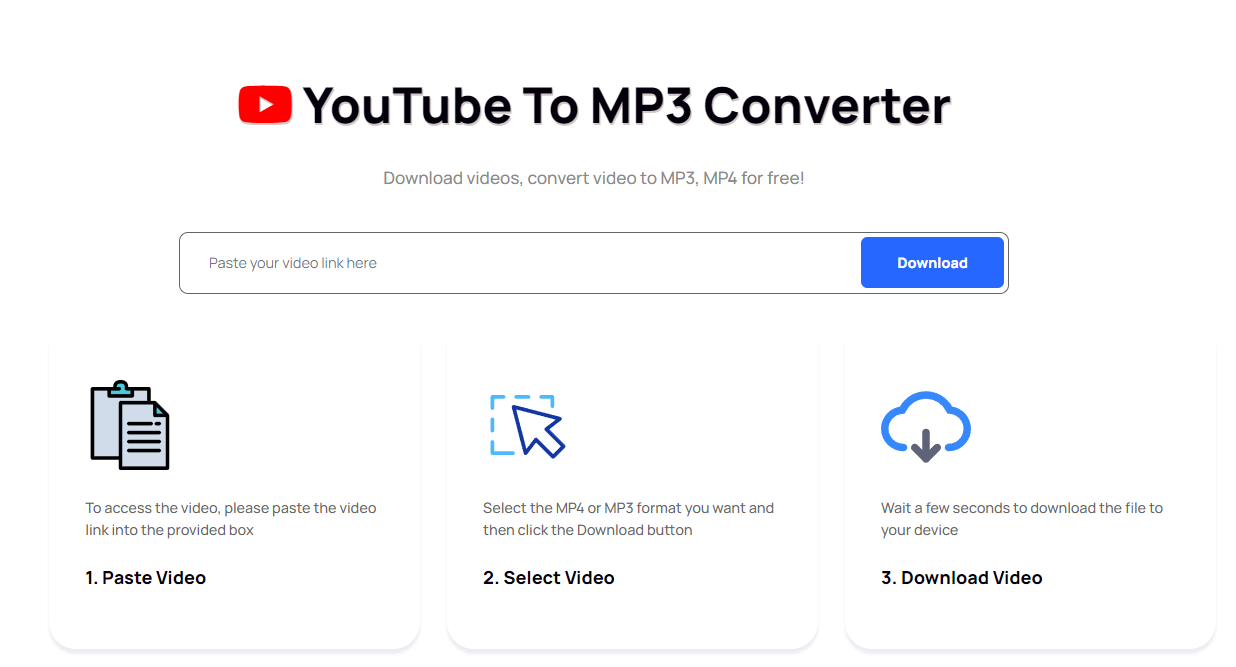 YouTube To MP3 Converter
Download videos, convert video to MP3, MP4 for free!
Paste your video link here
Download
To access the video, please paste the video
link into the provided box
1. Paste Video
Select the MP4 or MP3 format you want and
then click the Download button
2. Select Video
Wait a few seconds to download the file to
your device
3. Download Video